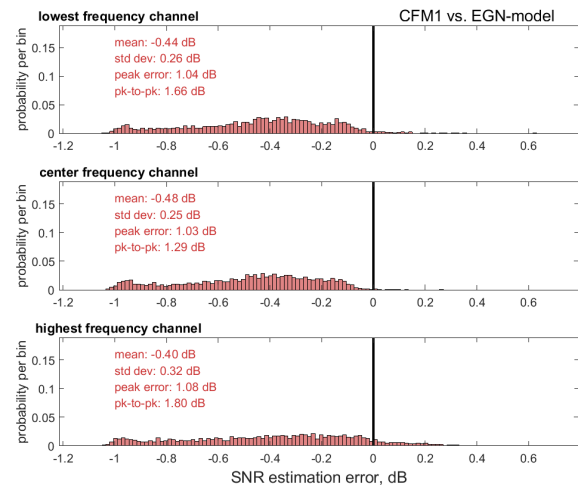 lowest frequency channel CFM1 vs. EGN-model
mean: -0.44 dB
std dev: 0.26 dB
peak error: 1.04 dB
pk-to-pk: 1.66 dB
probability per bin
0.15
0.1
0.05
0
-1.2 -1 -0.8 -0.6 -0.4 -0.2 0 0.2 0.4 0.6
center frequency channel
mean: -0.48 dB
std dev: 0.25 dB
peak error: 1.03 dB
pk-to-pk: 1.29 dB
probability per bin
0.15
0.1
0.05
0
-1.2 -1 -0.8 -0.6 -0.4 -0.2 0 0.2 0.4 0.6
highest frequency channel
mean: -0.40 dB
std dev: 0.32 dB
peak error: 1.08 dB
pk-to-pk: 1.80 dB
probability per bin
0.15
0.1
0.05
0
-1.2 -1 -0.8 -0.6 -0.4 -0.2 0 0.2 0.4 0.6
SNR estimation error, dB